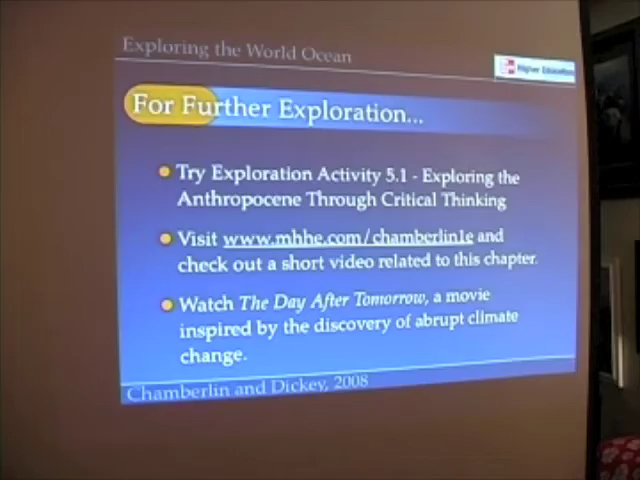 Exploring the World Ocean
Higher Education
For Further Exploration...
Try Exploration Activity 5.1 - Exploring the
Anthropocene Through Critical Thinking
Visit www.mhhe.com/chamberlin1e and
check out a short video related to this chapter.
Watch The Day After Tomorrow, a movie
inspired by the discovery of abrupt climate
change.
Chamberlin and Dickey, 2008